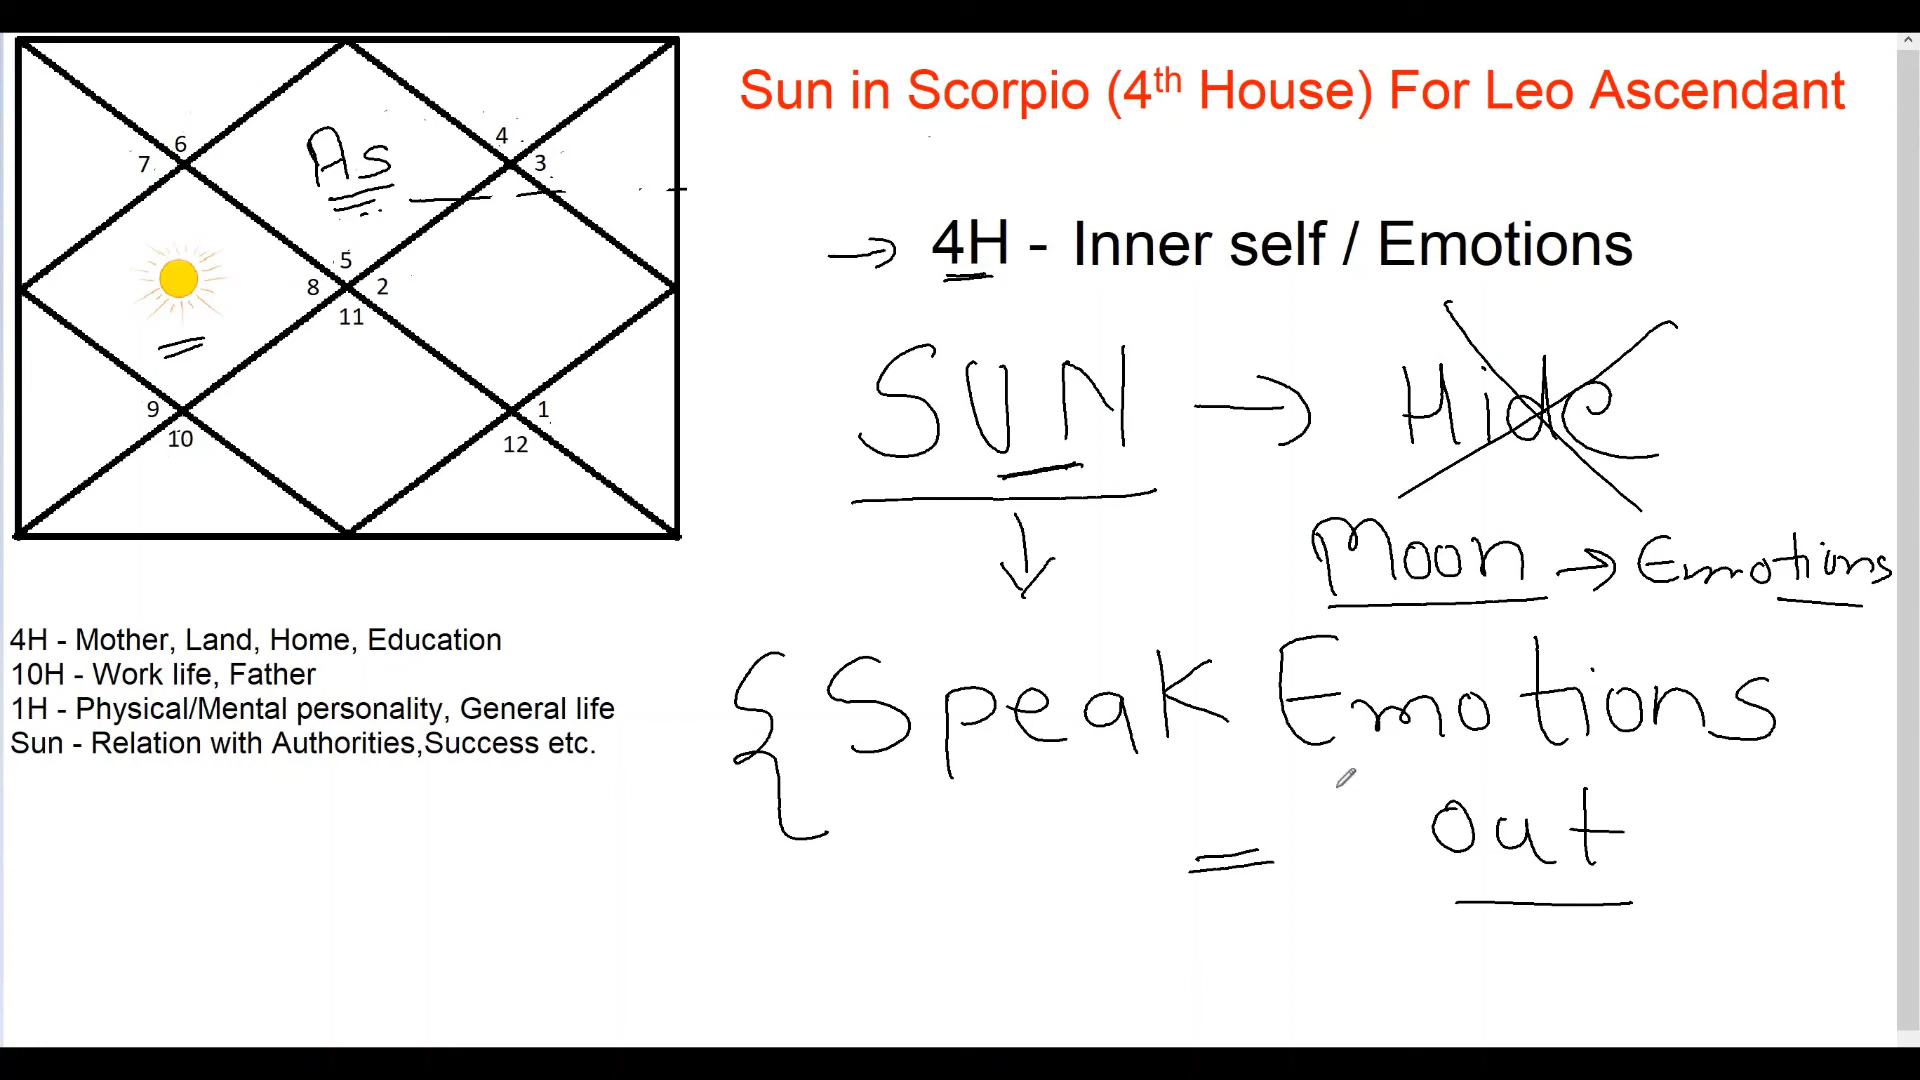 Sun in Scorpio (4th House) For Leo Ascendant
As
6
7
4
3
5
8
2
11
9
10
1
12
4H - Inner self / Emotions
SUN → Hide
Moon → Emotions
Speak Emotions
out
4H - Mother, Land, Home, Education
10H - Work life, Father
1H - Physical/Mental personality, General life
Sun - Relation with Authorities,Success etc.